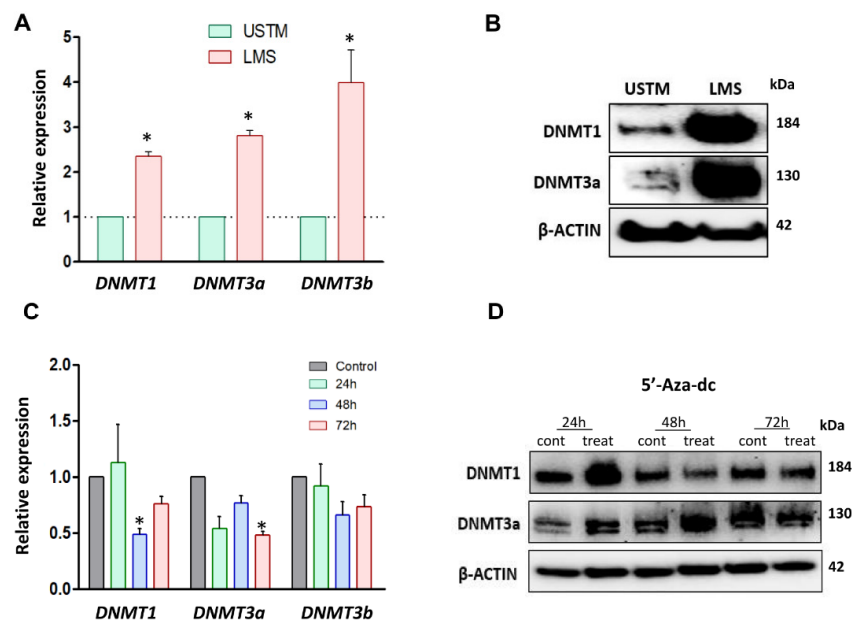 A
USTM
LMS
Relative expression
5
4
3
2
1
0
*
*
*
DNMT1
DNMT3a
DNMT3b
B
USTM LMS kDa
DNMT1 184
DNMT3a 130
β-ACTIN 42
C
Control
24h
48h
72h
Relative expression
2.0
1.5
1.0
0.5
0.0
*
*
DNMT1
DNMT3a
DNMT3b
D
5’-Aza-dc
24h 48h 72h kDa
cont treat cont treat cont treat
DNMT1 184
DNMT3a 130
β-ACTIN 42